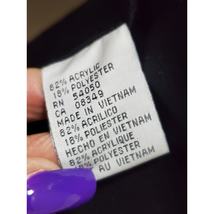 82% ACRYLIC
18% POLYESTER
RN 54050
CA 08349
MADE IN VIETNAM
82% ACRILICO
18% POLIESTER
HECHO EN VIETNAM
82% ACRYLIQUE
POLYESTER
AU VIETNAM